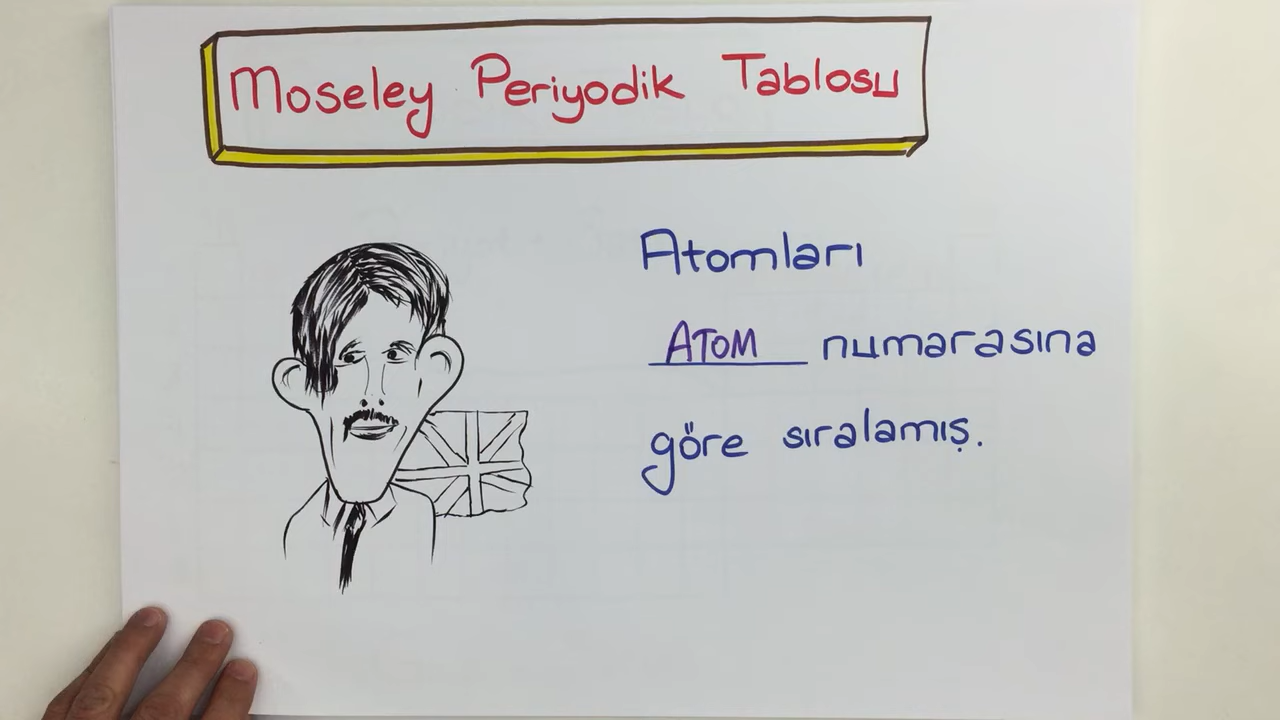 Moseley Periyodik Tablosu
Atomları
ATOM numarasına
göre sıralamış.